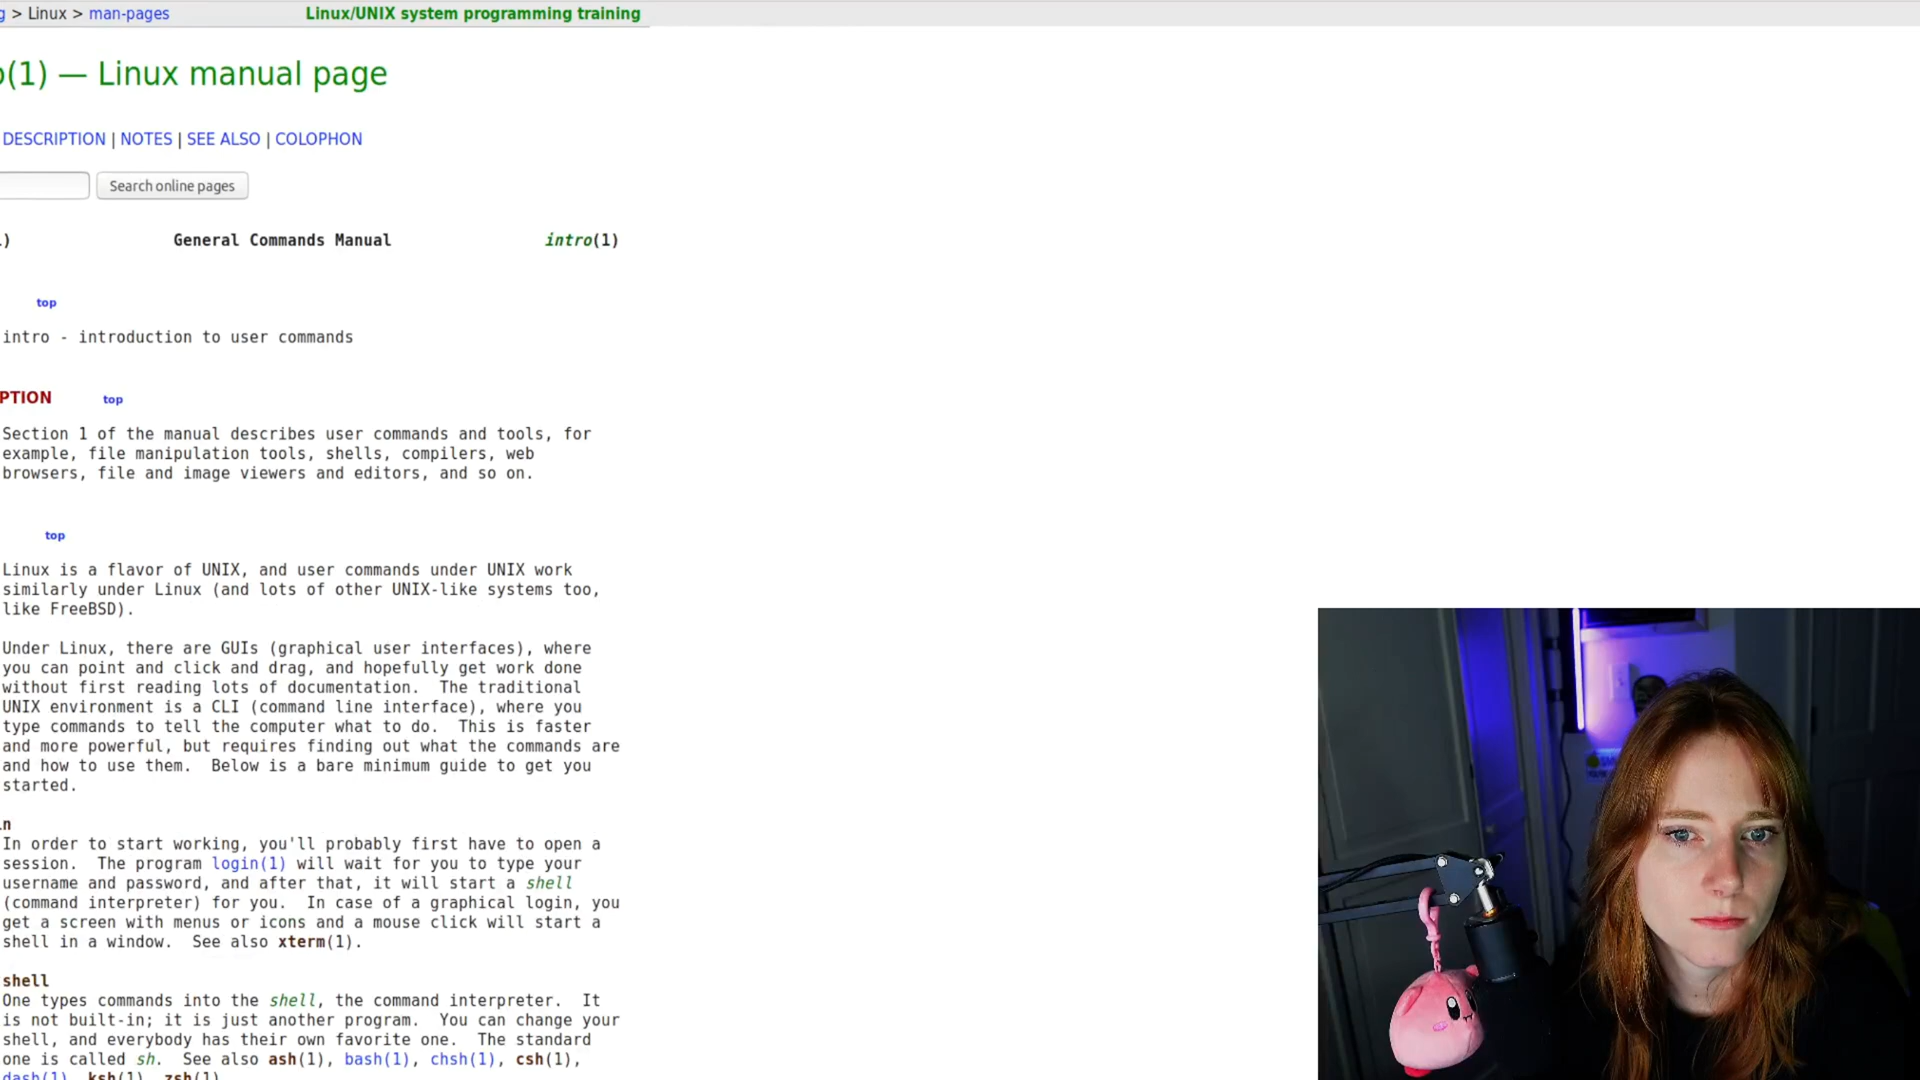 g > Linux > man-pages Linux/UNIX system programming training
o(1) — Linux manual page
DESCRIPTION | NOTES | SEE ALSO | COLOPHON
Search online pages
1) General Commands Manual intro(1)
top
intro - introduction to user commands
PTION top
Section 1 of the manual describes user commands and tools, for
example, file manipulation tools, shells, compilers, web
browsers, file and image viewers and editors, and so on.
top
Linux is a flavor of UNIX, and user commands under UNIX work
similarly under Linux (and lots of other UNIX-like systems too,
like FreeBSD).
Under Linux, there are GUIs (graphical user interfaces), where
you can point and click and drag, and hopefully get work done
without first reading lots of documentation.  The traditional
UNIX environment is a CLI (command line interface), where you
type commands to tell the computer what to do.  This is faster
and more powerful, but requires finding out what the commands are
and how to use them.  Below is a bare minimum guide to get you
started.
in
In order to start working, you'll probably first have to open a
session.  The program login(1) will wait for you to type your
username and password, and after that, it will start a shell
(command interpreter) for you.  In case of a graphical login, you
get a screen with menus or icons and a mouse click will start a
shell in a window.  See also xterm(1).
shell
One types commands into the shell, the command interpreter.  It
is not built-in; it is just another program.  You can change your
shell, and everybody has their own favorite one.  The standard
one is called sh.  See also ash(1), bash(1), chsh(1), csh(1),
dash(1), ksh(1), zsh(1).